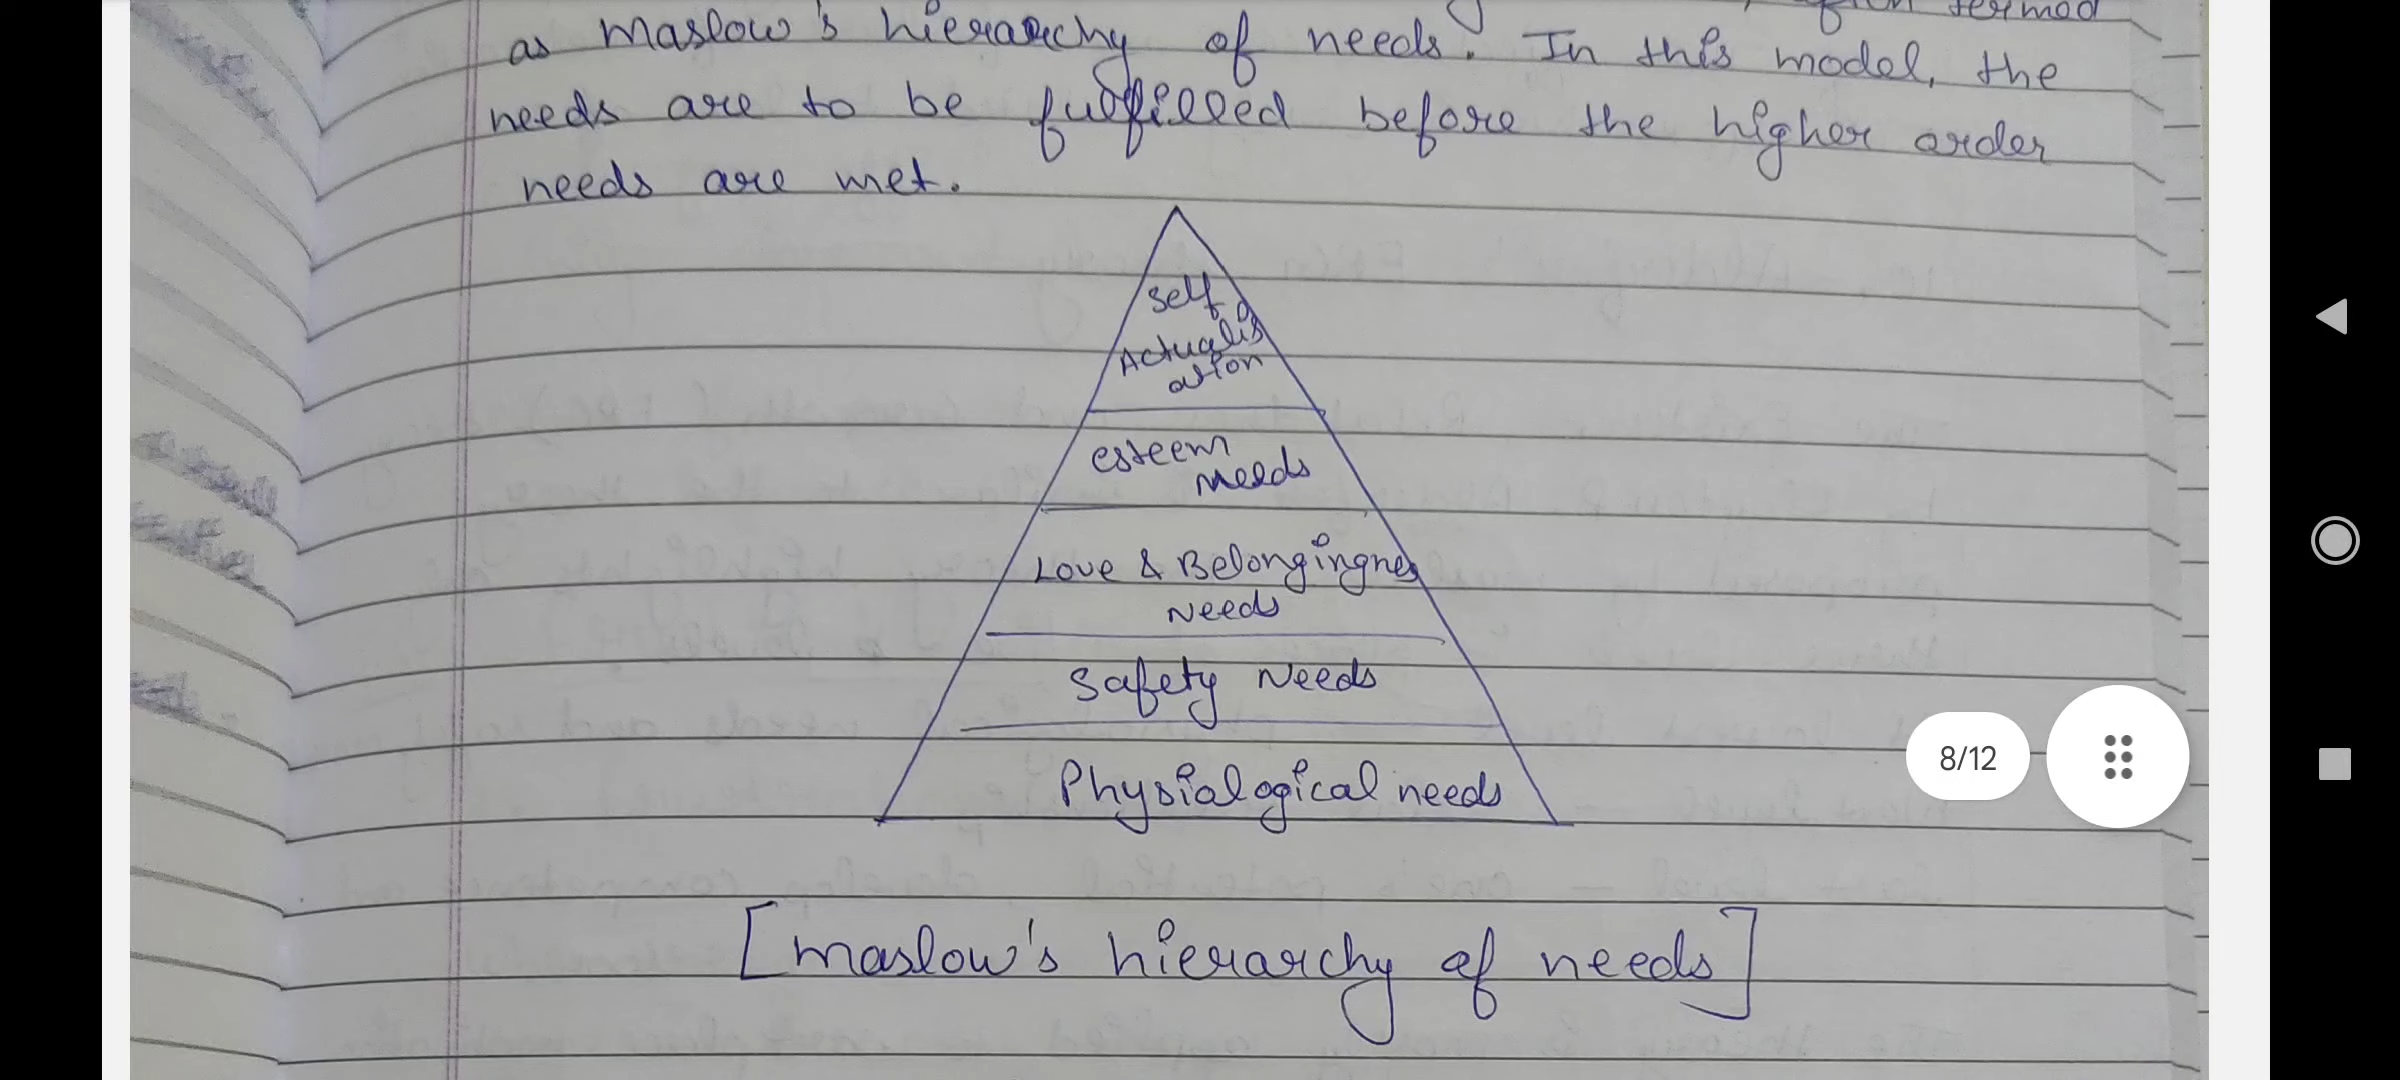 termed
as maslow's hierarchy of needs. In this model, the
needs are to be fulfilled before the higher order
needs are met.
Self
Actualis
ation
esteem
needs
Love & Belongingnes
Needs
Safety Needs
Physiological needs
8/12
[maslow's hierarchy of needs]